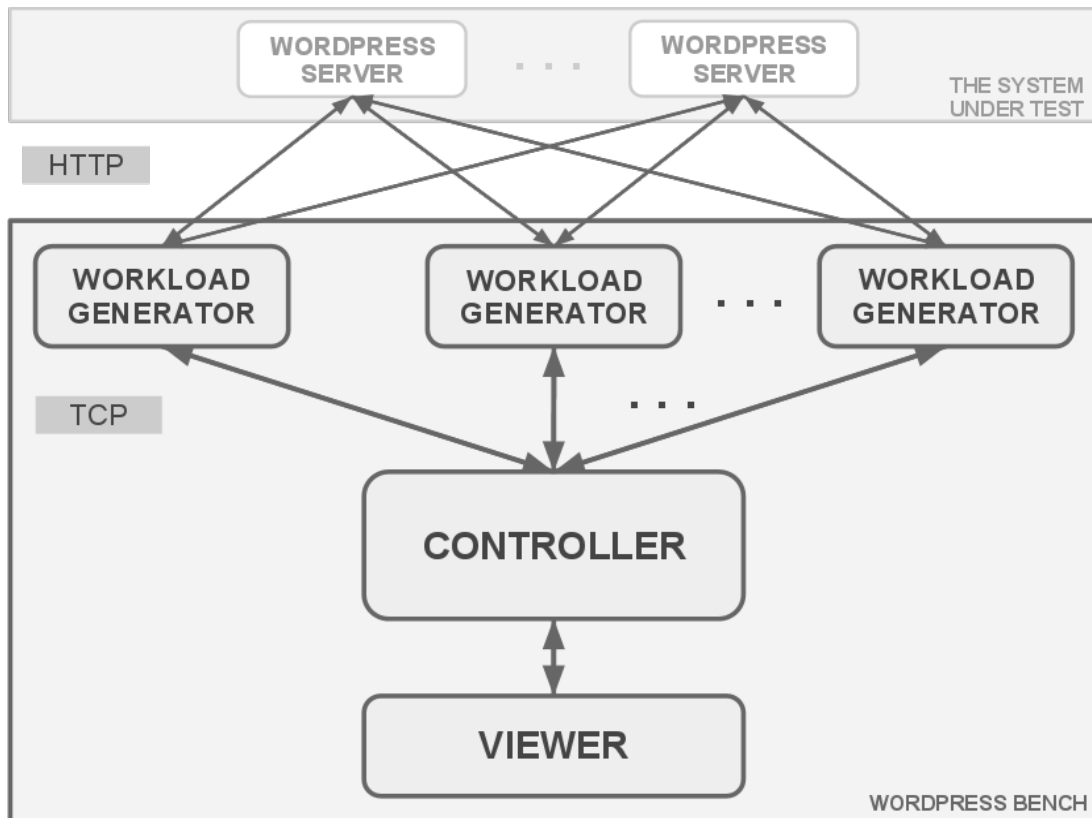 WORDPRESS
SERVER
. . .
WORDPRESS
SERVER
THE SYSTEM
UNDER TEST
HTTP
WORKLOAD
GENERATOR
WORKLOAD
GENERATOR
. . .
WORKLOAD
GENERATOR
TCP
. . .
CONTROLLER
VIEWER
WORDPRESS BENCH